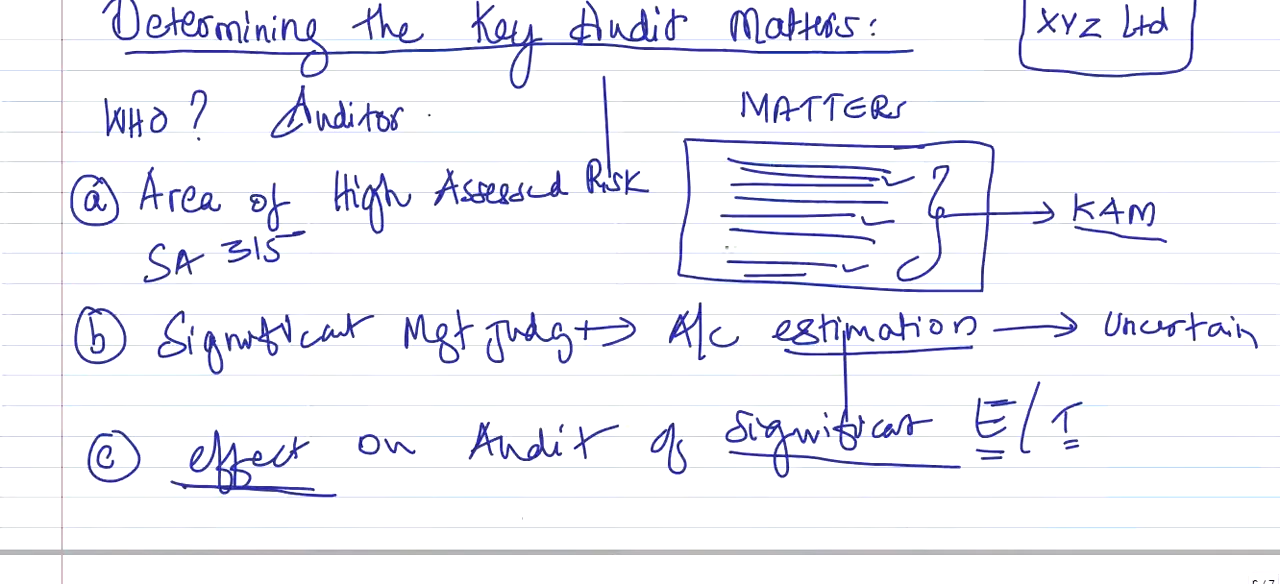 Determining the Key Audit Matters:
XYZ Ltd
WHO? Auditor.
MATTERS
(a) Area of High Assessed Risk
SA 315
KAM
(b) Significant Mgt Judgt → A/c estimation → Uncertain
(c) effect on Audit of significant E/T